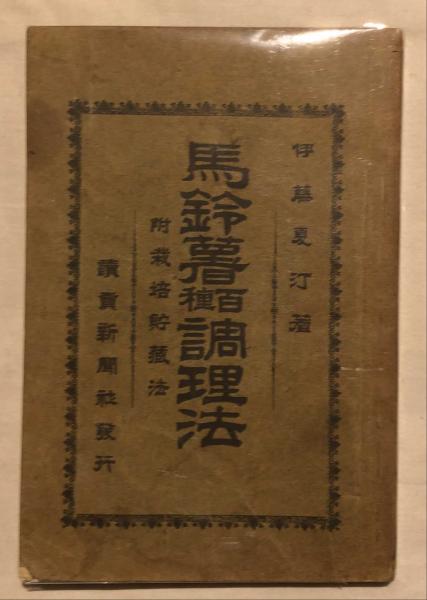 伊藤夏汀著
馬鈴薯百種調理法
附栽培貯蔵法
讀賣新聞社發行